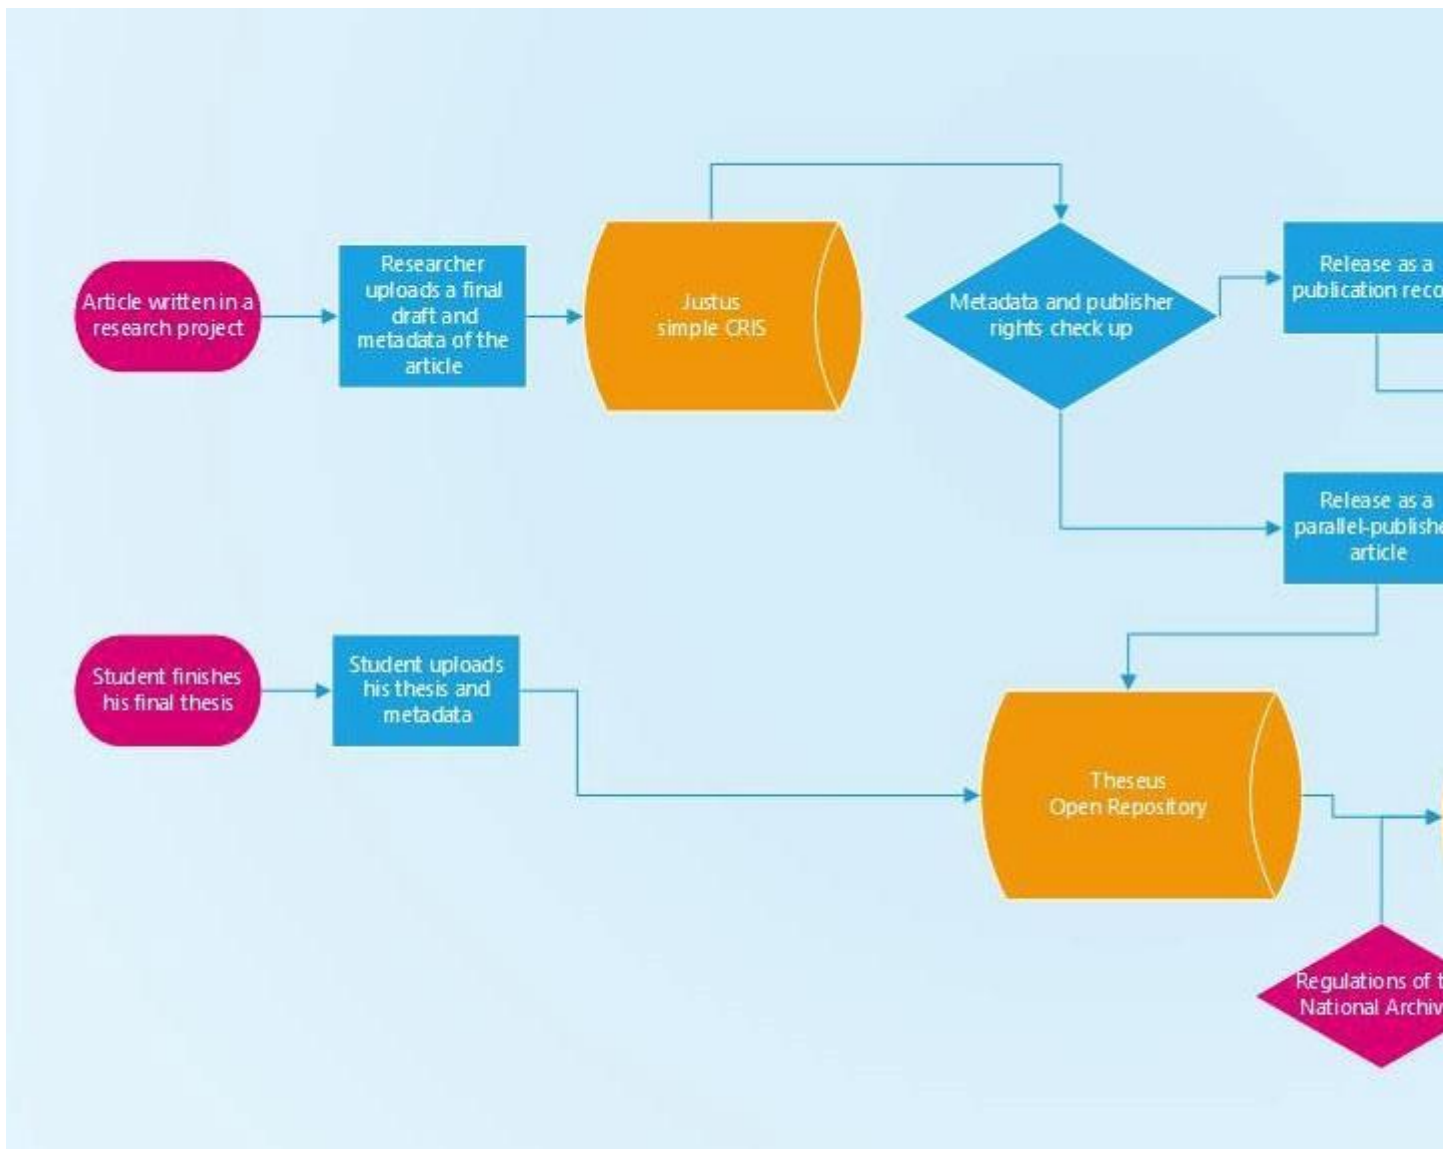 Article written in a
research project
Researcher
uploads a final
draft and
metadata of the
article
Justus
simple CRIS
Metadata and publisher
rights check up
Release as a
publication
Release as a
article
Student finishes
his final thesis
Student uploads
his thesis and
metadata
Theseus
Open Repository
Regulations of
National